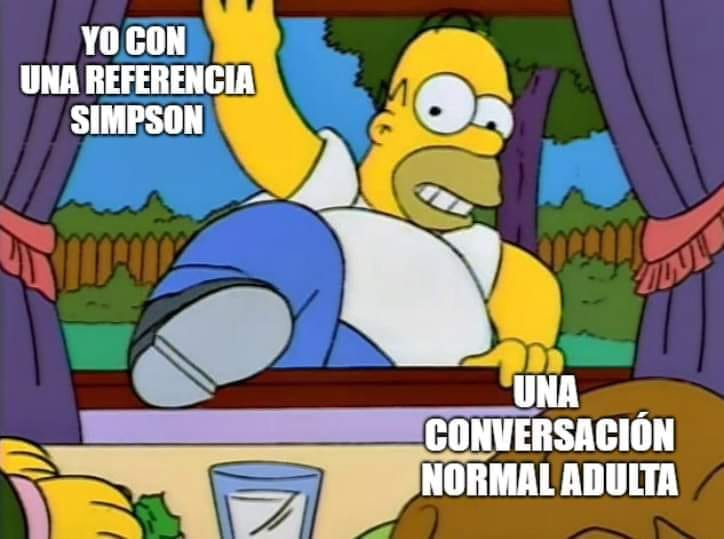 YO CON
UNA REFERENCIA
SIMPSON
UNA
CONVERSACIÓN
NORMAL ADULTA